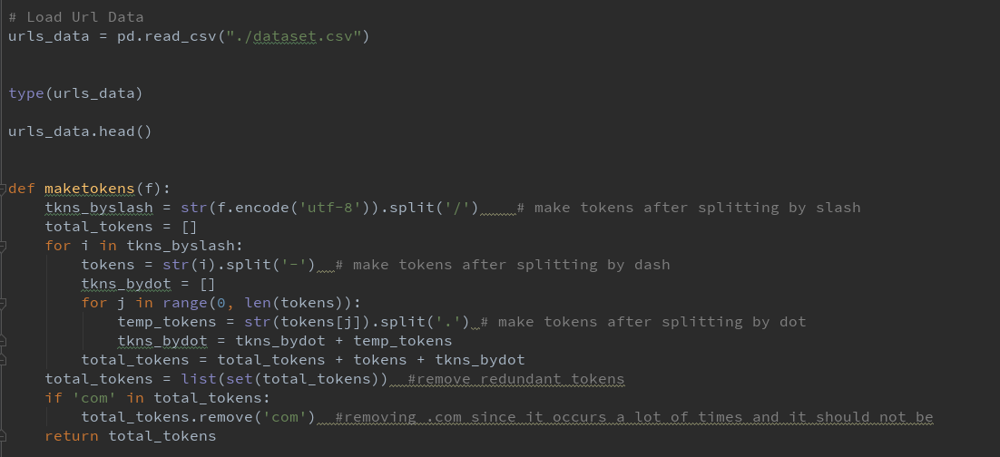 # Load Url Data
urls_data = pd.read_csv("./dataset.csv")
type(urls_data)
urls_data.head()
def maketokens(f):
    tkns_byslash = str(f.encode('utf-8')).split('/')    # make tokens after splitting by slash
    total_tokens = []
    for i in tkns_byslash:
        tokens = str(i).split('-')  # make tokens after splitting by dash
        tkns_bydot = []
        for j in range(0, len(tokens)):
            temp_tokens = str(tokens[j]).split('.') # make tokens after splitting by dot
            tkns_bydot = tkns_bydot + temp_tokens
        total_tokens = total_tokens + tokens + tkns_bydot
    total_tokens = list(set(total_tokens))  #remove redundant tokens
    if 'com' in total_tokens:
        total_tokens.remove('com')  #removing .com since it occurs a lot of times and it should not be
    return total_tokens